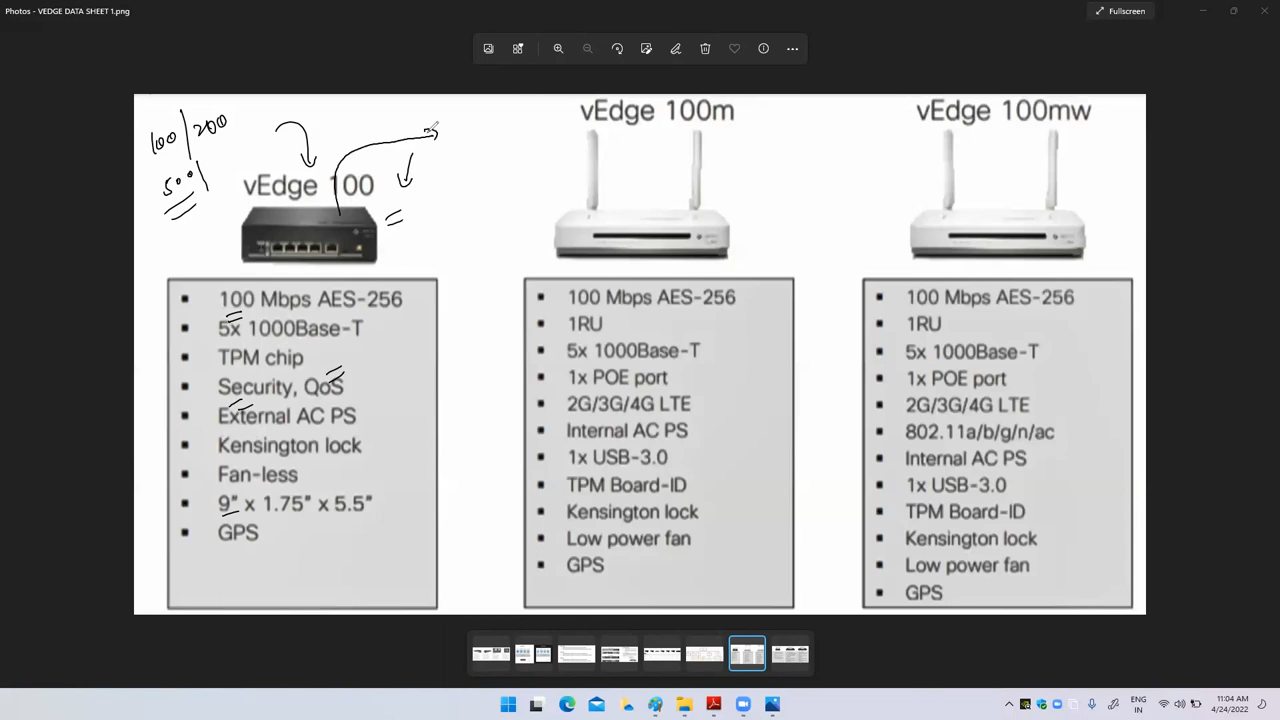 Photos - VEDGE DATA SHEET 1.png
Fullscreen
100/200
500
vEdge 100
100 Mbps AES-256
5x 1000Base-T
TPM chip
Security, QoS
External AC PS
Kensington lock
Fan-less
9” x 1.75” x 5.5”
GPS
vEdge 100m
100 Mbps AES-256
1RU
5x 1000Base-T
1x POE port
2G/3G/4G LTE
Internal AC PS
1x USB-3.0
TPM Board-ID
Kensington lock
Low power fan
GPS
vEdge 100mw
100 Mbps AES-256
1RU
5x 1000Base-T
1x POE port
2G/3G/4G LTE
802.11a/b/g/n/ac
Internal AC PS
1x USB-3.0
TPM Board-ID
Kensington lock
Low power fan
GPS
ENG
IN
11:04 AM
4/24/2022